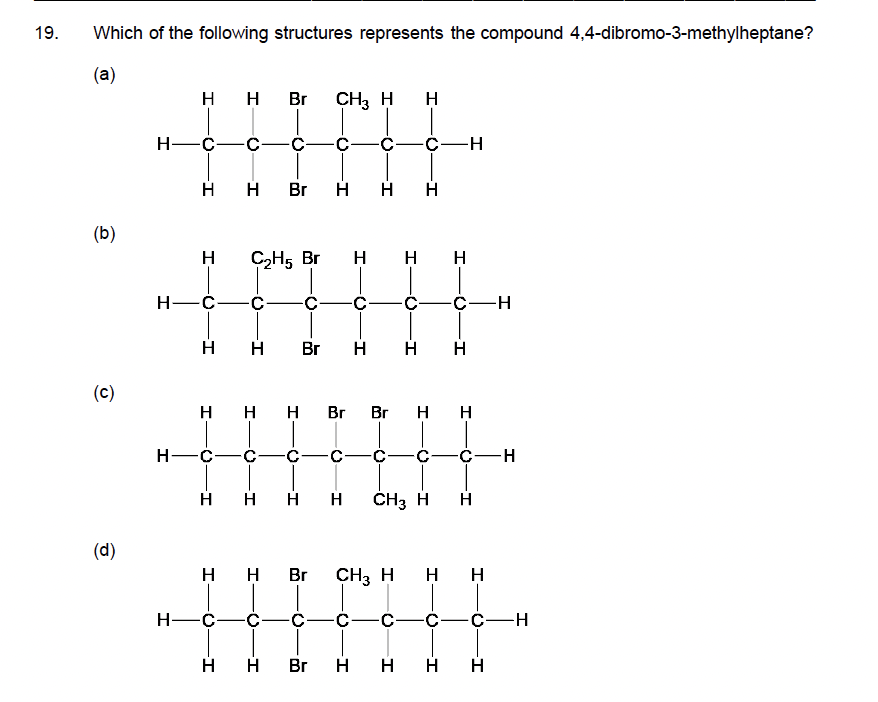 19. Which of the following structures represents the compound 4,4-dibromo-3-methylheptane?
(a)
H H Br CH3 H H
H C C C C C C H
H H Br H H H
(b)
H C2H5 Br H H H
H C C C C C C H
H H Br H H H
(c)
H H H Br Br H H
H C C C C C C C H
H H H H CH3 H H
(d)
H H Br CH3 H H H
H C C C C C C C H
H H Br H H H H